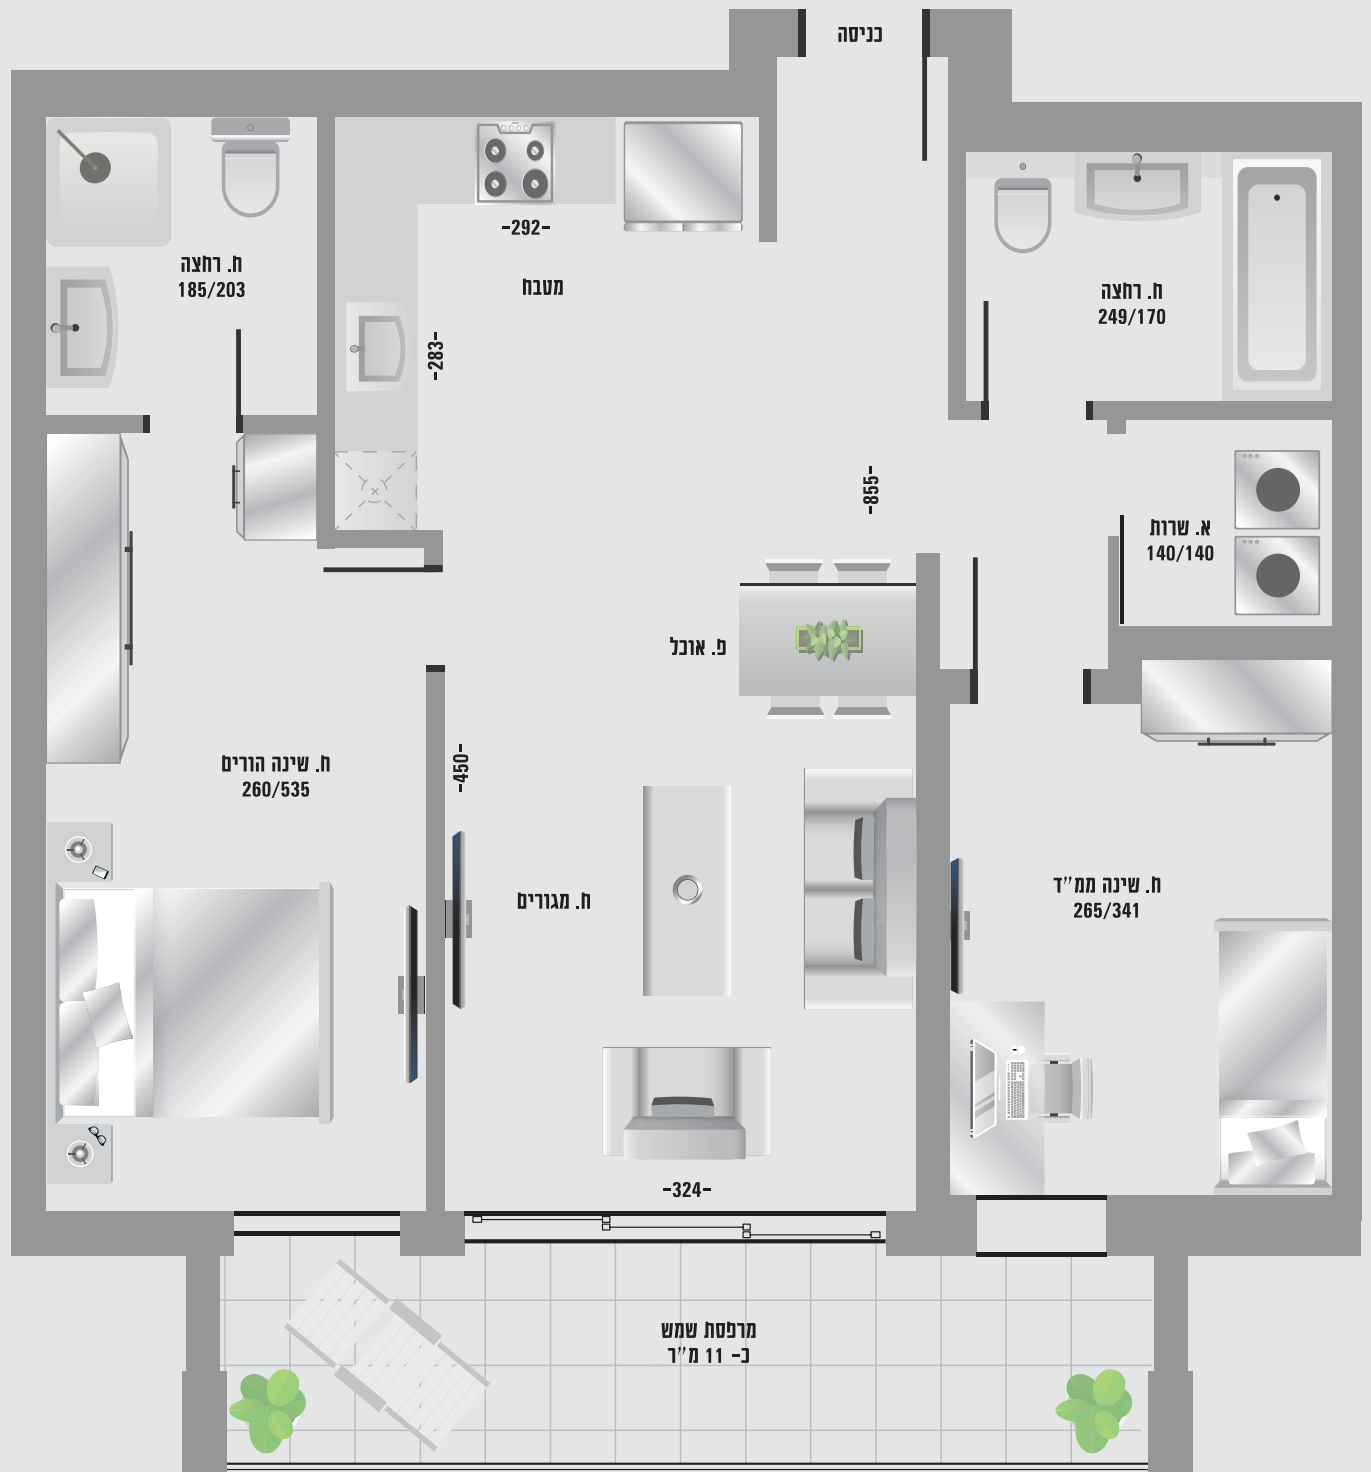 כניסה
ח. רחצה
185/203
-292-
מטבח
-283-
ח. רחצה
249/170
-855-
א. שרות
140/140
פ. אוכל
ח. שינה הורים
260/535
-450-
ח. מגורים
ח. שינה ממ״ד
265/341
-324-
מרפסת שמש
כ- 11 מ״ר